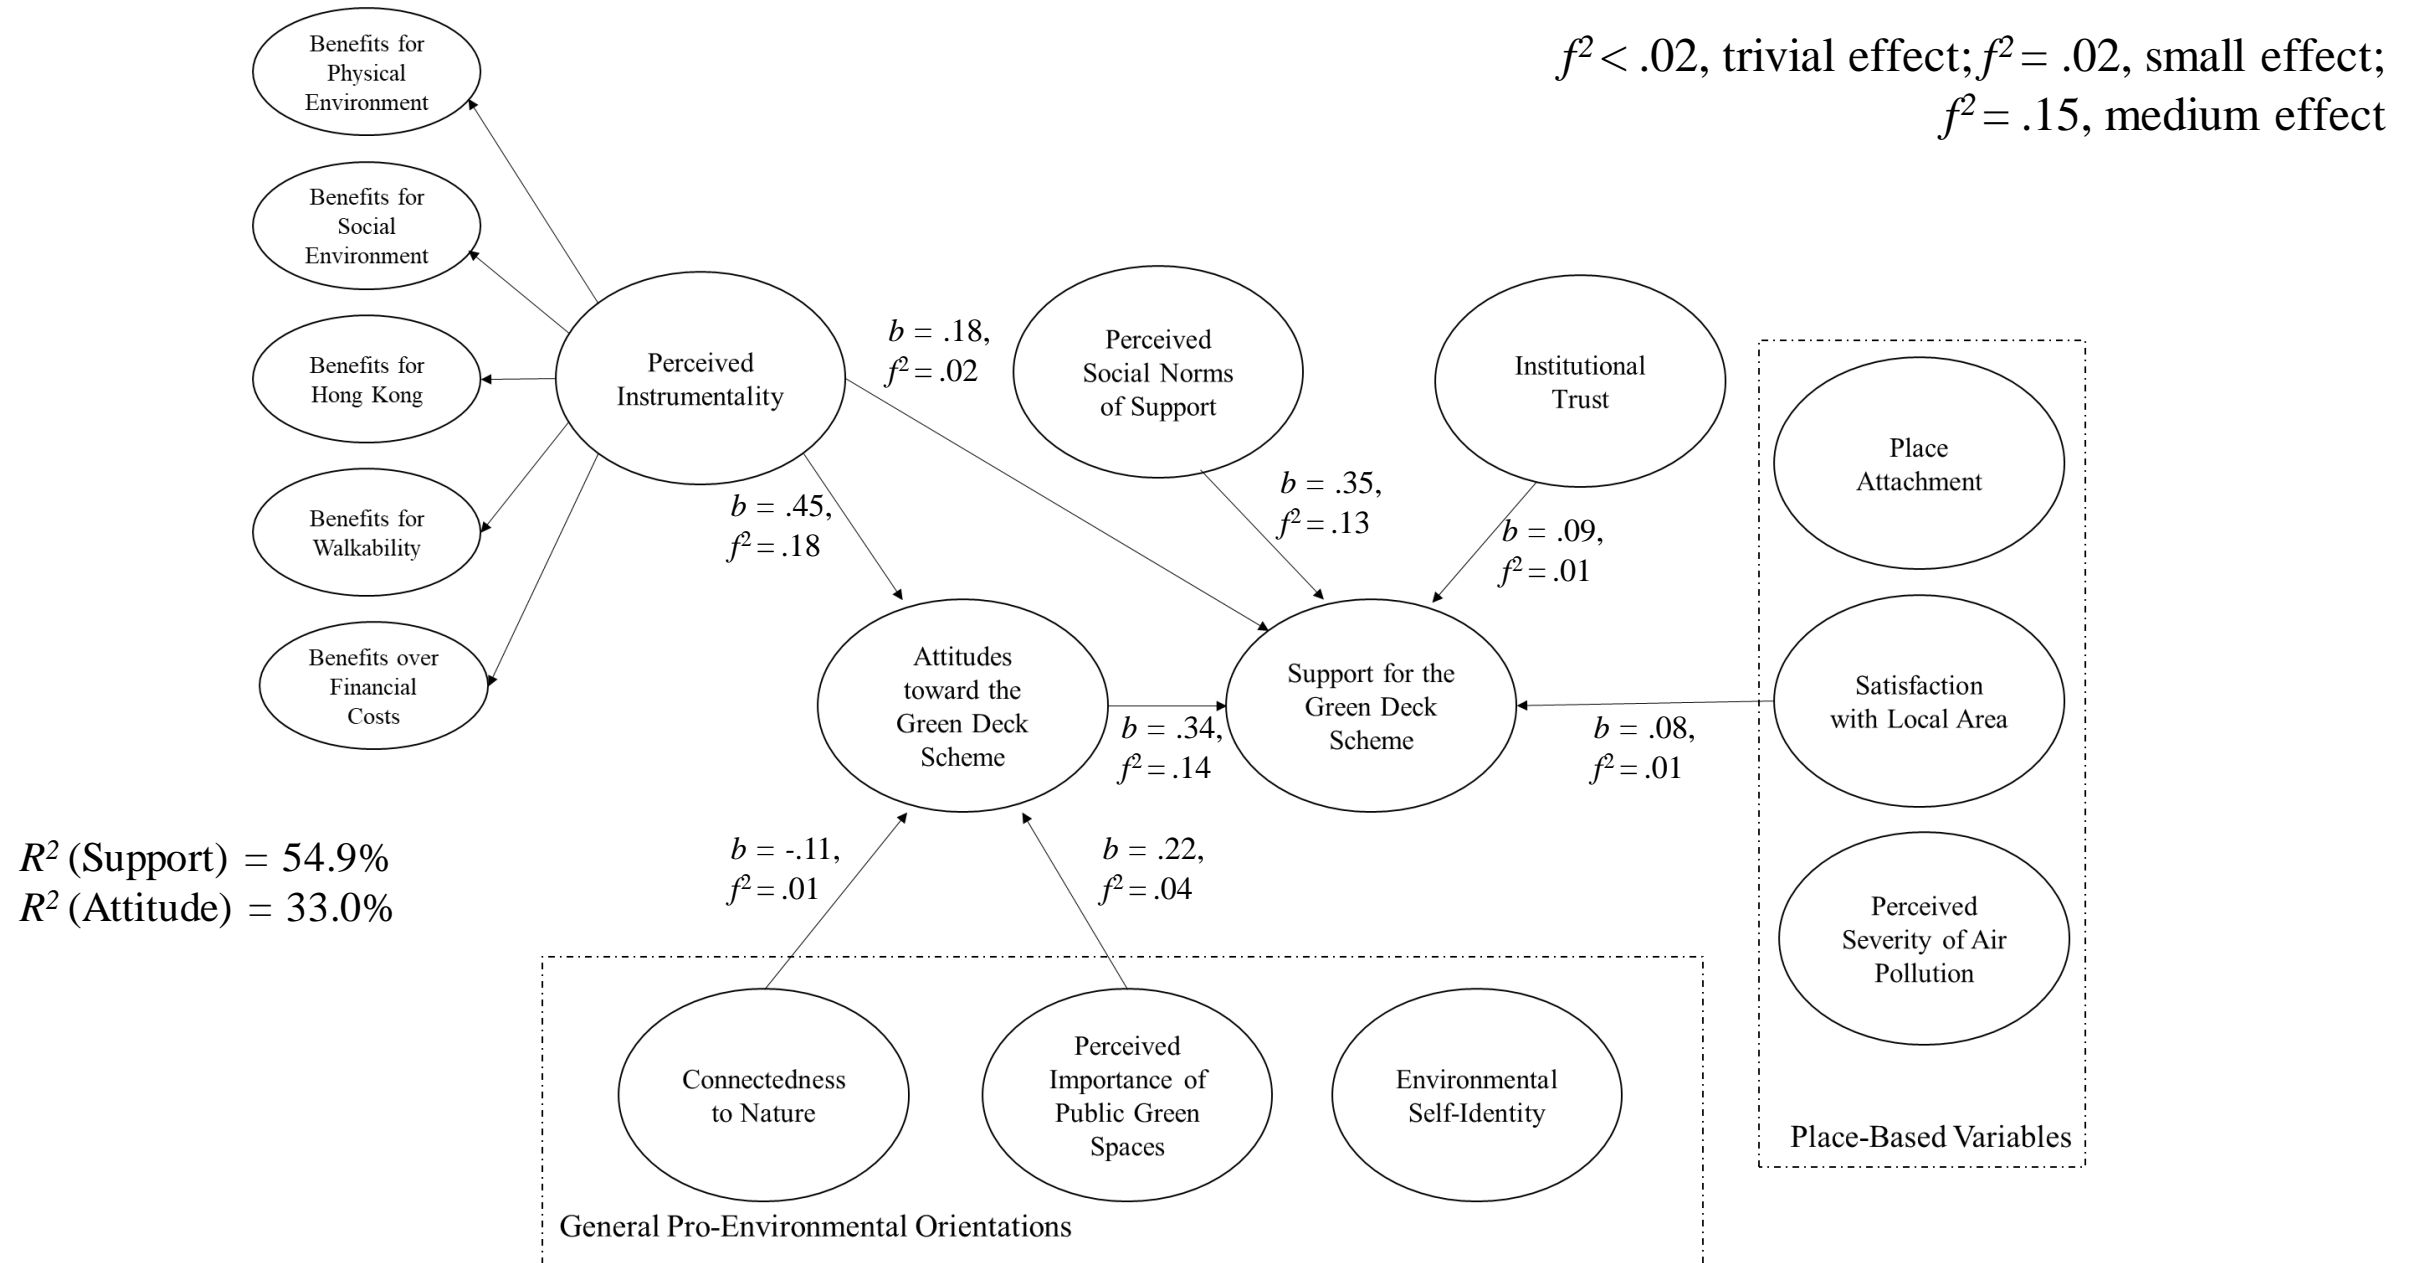 f² < .02, trivial effect; f² = .02, small effect;
f² = .15, medium effect
Benefits for
Physical
Environment
Benefits for
Social
Environment
Benefits for
Hong Kong
Benefits for
Walkability
Benefits over
Financial
Costs
Perceived
Instrumentality
b = .18,
f² = .02
Perceived
Social Norms
of Support
Institutional
Trust
b = .45,
f² = .18
b = .35,
f² = .13
b = .09,
f² = .01
Place
Attachment
Attitudes
toward the
Green Deck
Scheme
b = .34,
f² = .14
Support for the
Green Deck
Scheme
b = .08,
f² = .01
Satisfaction
with Local Area
Perceived
Severity of Air
Pollution
Place-Based Variables
R² (Support) = 54.9%
R² (Attitude) = 33.0%
b = -.11,
f² = .01
b = .22,
f² = .04
Connectedness
to Nature
Perceived
Importance of
Public Green
Spaces
Environmental
Self-Identity
General Pro-Environmental Orientations